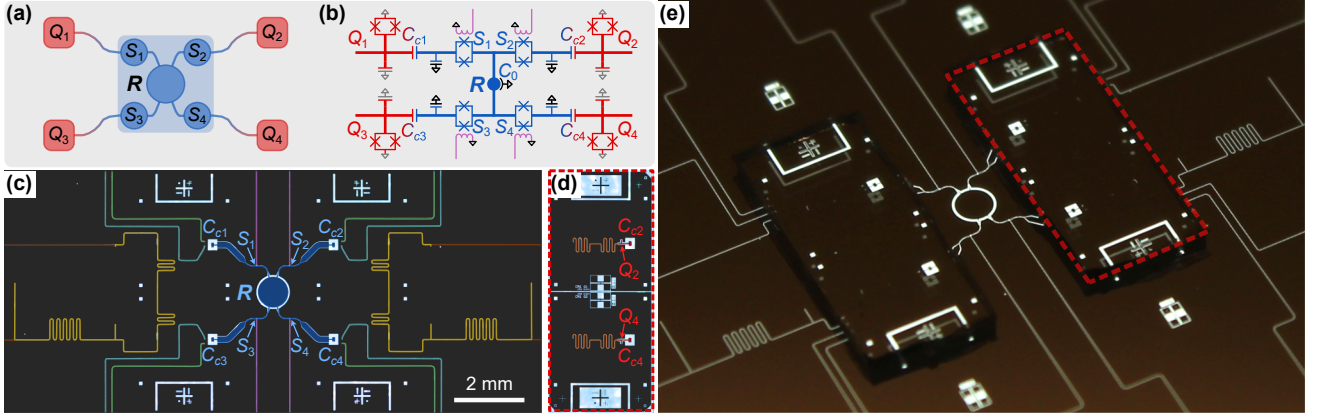 (a)
Q1
Q2
S1
S2
R
S3
S4
Q3
Q4
(b)
Q1
Cc1
S1
S2
Cc2
Q2
R
C0
Q3
Cc3
S3
S4
Cc4
Q4
(c)
Cc1
S1
S2
Cc2
R
Cc3
S3
S4
Cc4
2 mm
(d)
Cc2
Q2
Q4
Cc4
(e)